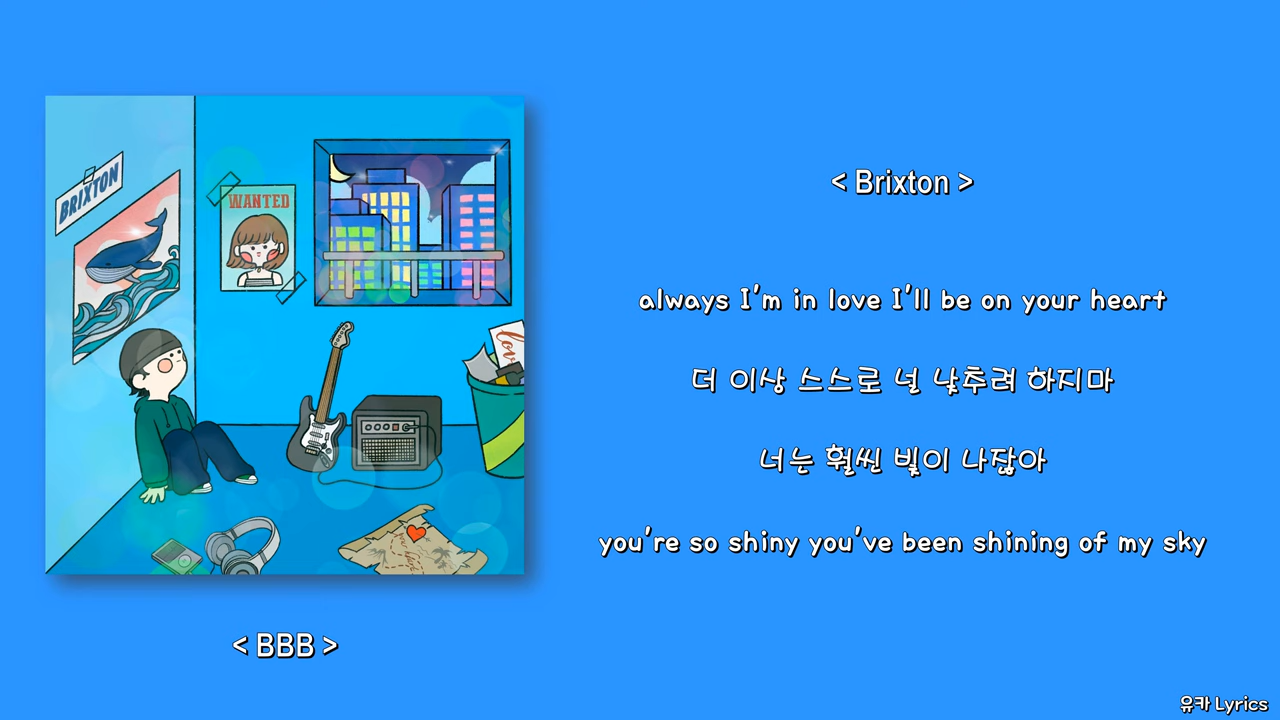 BRIXTON
WANTED
< Brixton >
always I'm in love I'll be on your heart
더 이상 스스로 널 낮추려 하지마
너는 훨씬 빛이 나잖아
you're so shiny you've been shining of my sky
< BBB >
유카 Lyrics